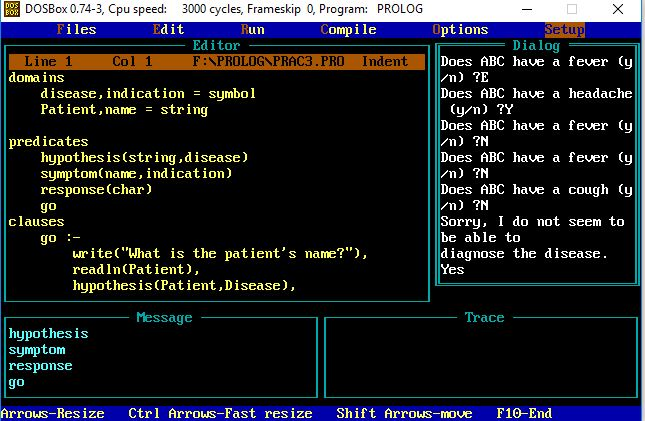 DOSBox 0.74-3, Cpu speed: 3000 cycles, Frameskip 0, Program: PROLOG
Files Edit Run Compile Options Setup
Editor
Line 1 Col 1 F:\PROLOG\PRAC3.PRO Indent
domains
disease,indication = symbol
Patient,name = string
predicates
hypothesis(string,disease)
symptom(name,indication)
response(char)
go
clauses
go :-
write("What is the patient's name?"),
readln(Patient),
hypothesis(Patient,Disease),
Dialog
Does ABC have a fever (y
/n) ?E
Does ABC have a headache
(y/n) ?Y
Does ABC have a fever (y
/n) ?N
Does ABC have a fever (y
/n) ?N
Does ABC have a cough (y
/n) ?N
Sorry, I do not seem to
be able to
diagnose the disease.
Yes
Message
hypothesis
symptom
response
go
Trace
Arrows-Resize Ctrl Arrows-Fast resize Shift Arrows-move F10-End